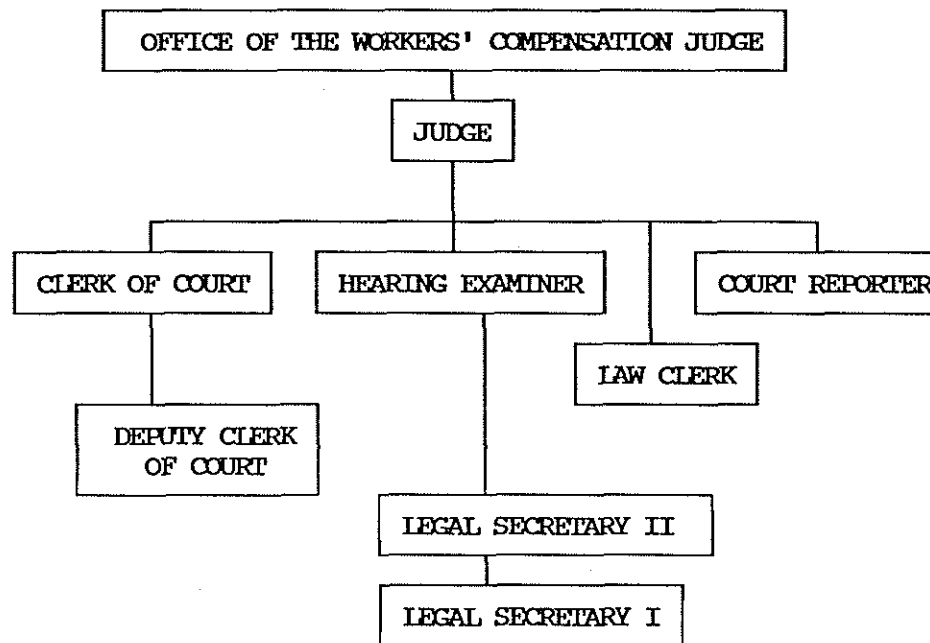 OFFICE OF THE WORKERS' COMPENSATION JUDGE
JUDGE
CLERK OF COURT
HEARING EXAMINER
COURT REPORTER
LAW CLERK
DEPUTY CLERK
OF COURT
LEGAL SECRETARY II
LEGAL SECRETARY I